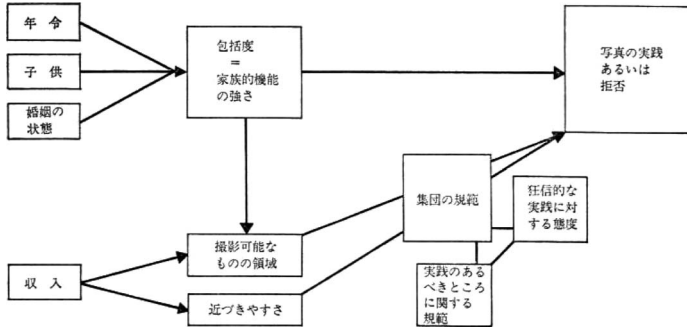 年令
子供
婚姻の
状態
包括度
＝
家族的機能
の強さ
写真の実践
あるいは
拒否
収入
撮影可能な
ものの領域
近づきやすさ
集団の規範
狂信的な
実践に対
する態度
実践のある
べきところ
に関する
規範